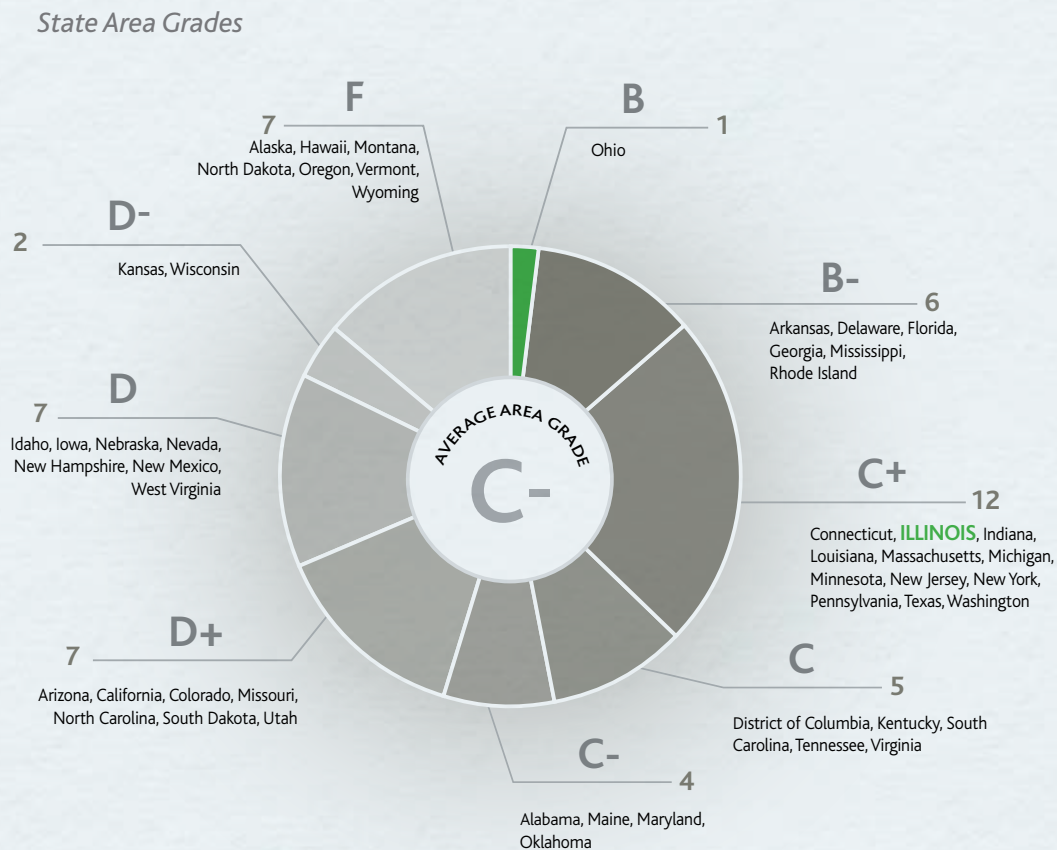 State Area Grades
F
7
Alaska, Hawaii, Montana,
North Dakota, Oregon, Vermont,
Wyoming
B
1
Ohio
D-
2
Kansas, Wisconsin
B-
6
Arkansas, Delaware, Florida,
Georgia, Mississippi,
Rhode Island
D
7
Idaho, Iowa, Nebraska, Nevada,
New Hampshire, New Mexico,
West Virginia
AVERAGE AREA GRADE
C-
C+
12
Connecticut, ILLINOIS, Indiana,
Louisiana, Massachusetts, Michigan,
Minnesota, New Jersey, New York,
Pennsylvania, Texas, Washington
D+
7
Arizona, California, Colorado, Missouri,
North Carolina, South Dakota, Utah
C
5
District of Columbia, Kentucky, South
Carolina, Tennessee, Virginia
C-
4
Alabama, Maine, Maryland,
Oklahoma